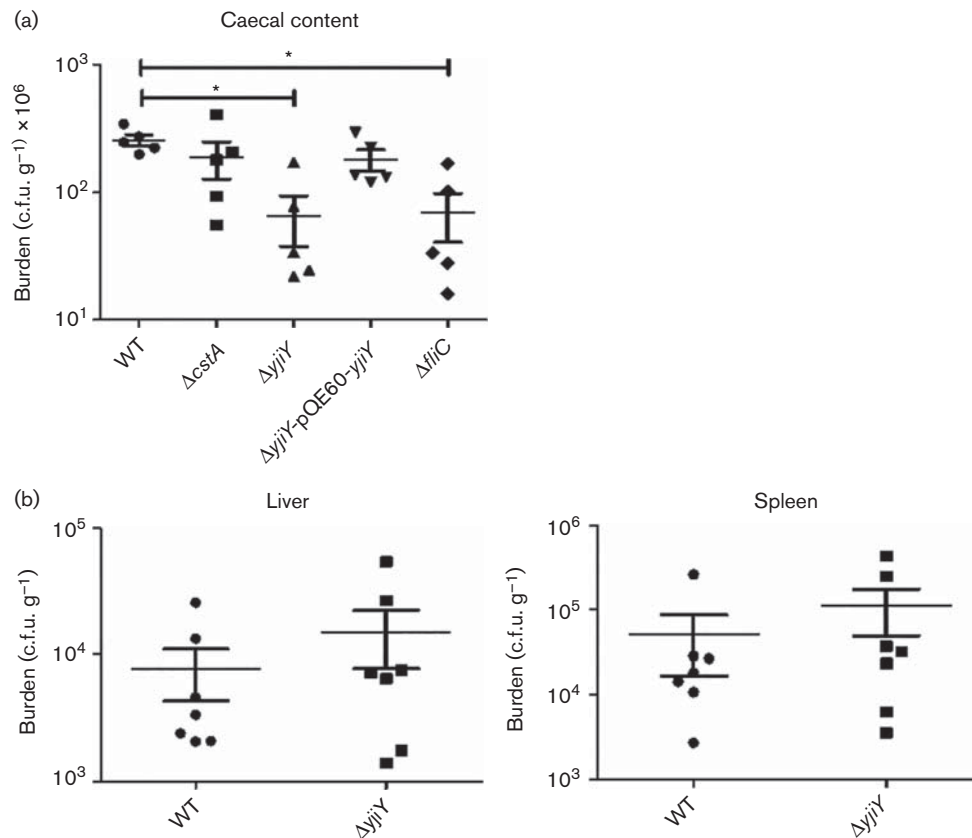 (a)
Caecal content
Burden (c.f.u. g⁻¹) × 10⁶
10³
10²
10¹
*
*
WT
ΔcstA
ΔyjiY
ΔyjiY-pQE60-yjiY
ΔfliC
(b)
Liver
Burden (c.f.u. g⁻¹)
10⁵
10⁴
10³
WT
ΔyjiY
Spleen
Burden (c.f.u. g⁻¹)
10⁶
10⁵
10⁴
10³
WT
ΔyjiY